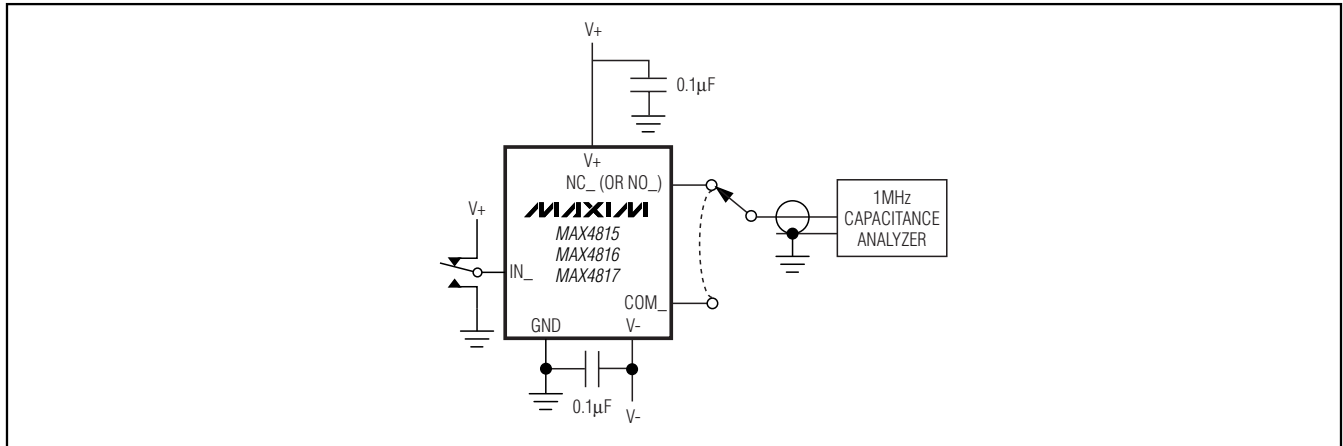 V+
0.1μF
V+
NC_ (OR NO_)
MAXIM
MAX4815
MAX4816
MAX4817
V+
IN_
COM_
GND
V-
0.1μF
V-
1MHz
CAPACITANCE
ANALYZER